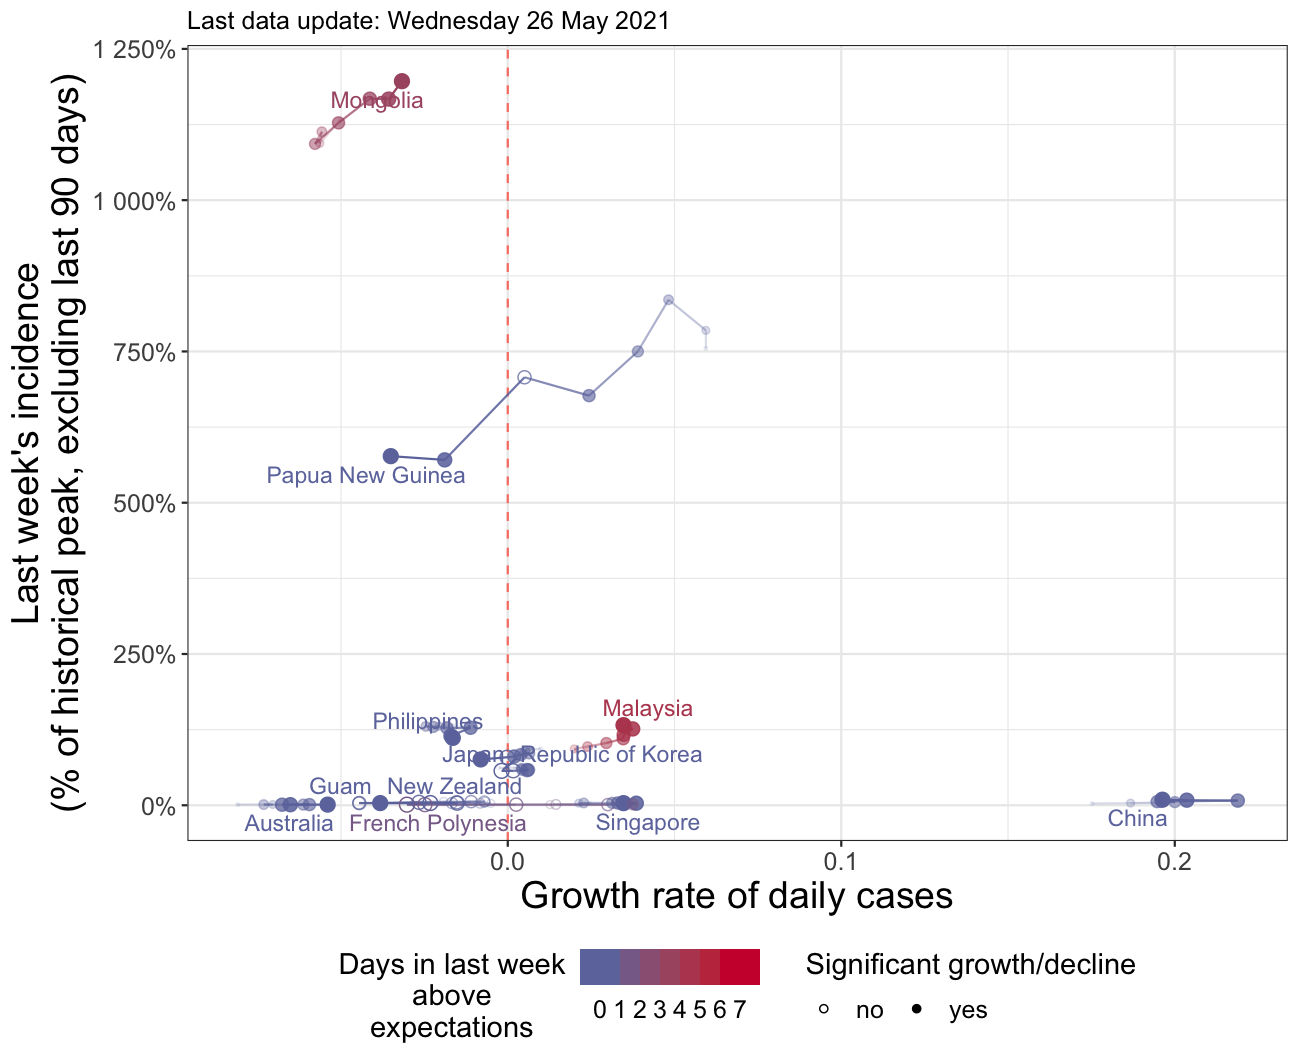 Last data update: Wednesday 26 May 2021
Last week's incidence
(% of historical peak, excluding last 90 days)
1 250%
1 000%
750%
500%
250%
0%
Mongolia
Papua New Guinea
Malaysia
Philippines
Japan
Republic of Korea
Guam
New Zealand
Australia
French Polynesia
Singapore
China
0.0
0.1
0.2
Growth rate of daily cases
Days in last week
above
expectations
0 1 2 3 4 5 6 7
Significant growth/decline
no
yes